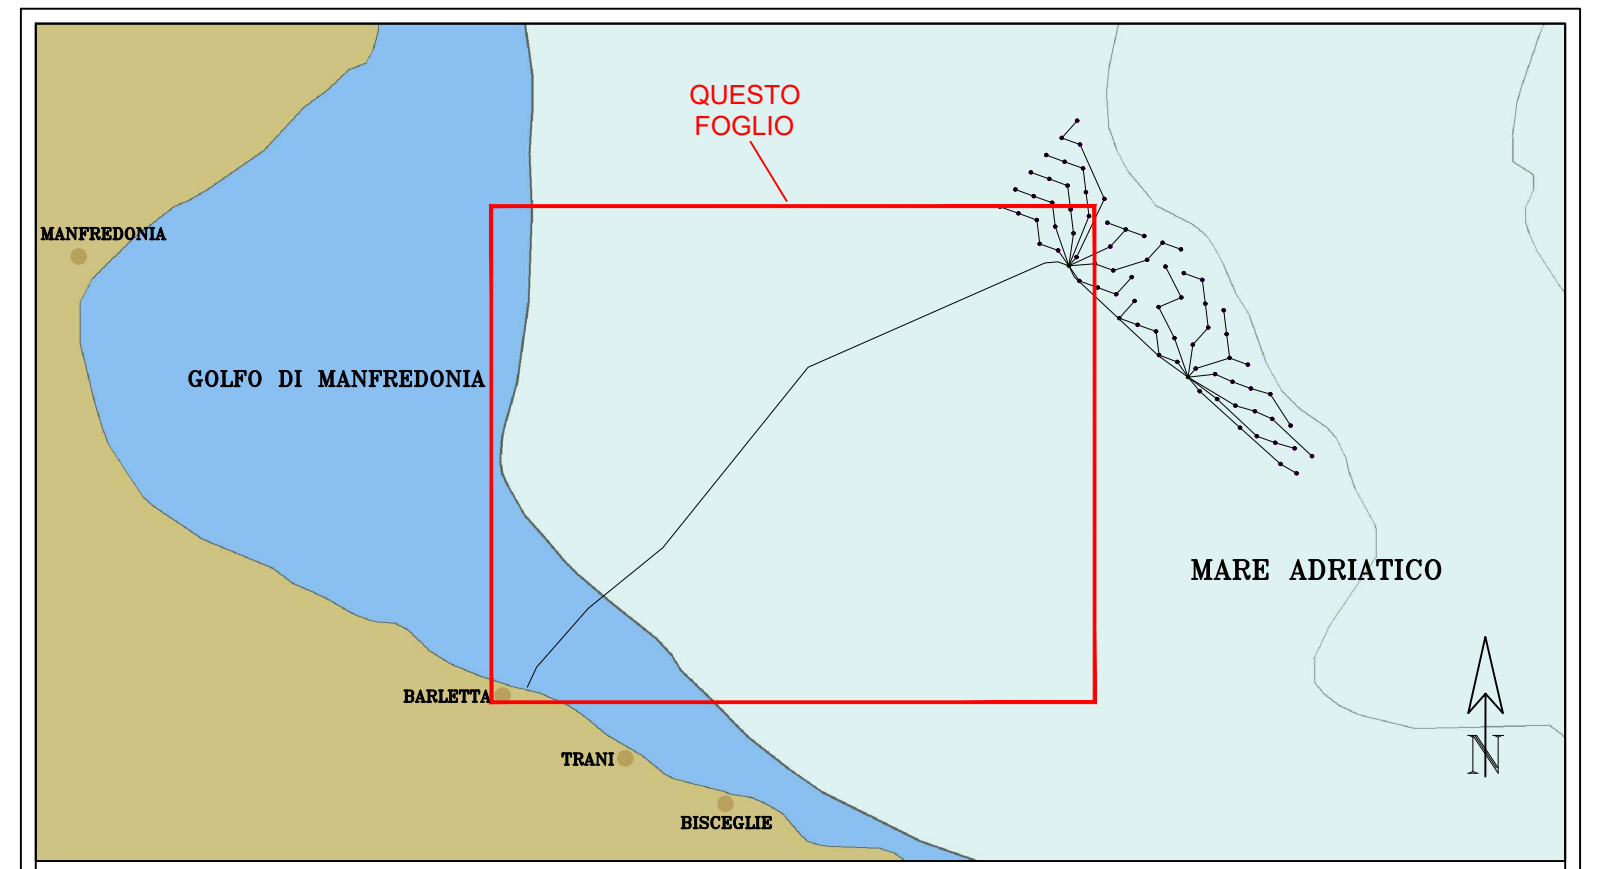 QUESTO
FOGLIO
MANFREDONIA
GOLFO DI MANFREDONIA
MARE ADRIATICO
BARLETTA
N
TRANI
BISCEGLIE